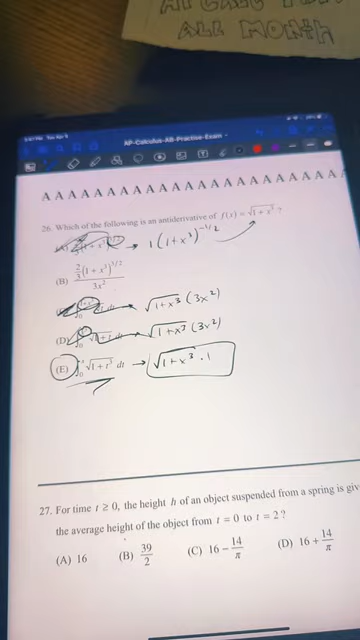 ALL MONTH
AP-Calculus-AB-Practice-Exam
A A A A A A A A A A A A A A A A A A A A A A A A
26. Which of the following is an antiderivative of f(x) = √(1 + x³) ?
(A) → 1(1+x³)^(-1/2)
(B) (2/3 (1 + x³)^(3/2)) / (3x²)
√(1+x³) (3x²)
(D) → √(1+x³) (3x²)
(E) ∫₀ˣ √(1 + t³) dt → √(1+x³) · 1
27. For time t ≥ 0, the height h of an object suspended from a spring is
the average height of the object from t = 0 to t = 2 ?
(A) 16 (B) 39/2 (C) 16 − 14/π (D) 16 + 14/π